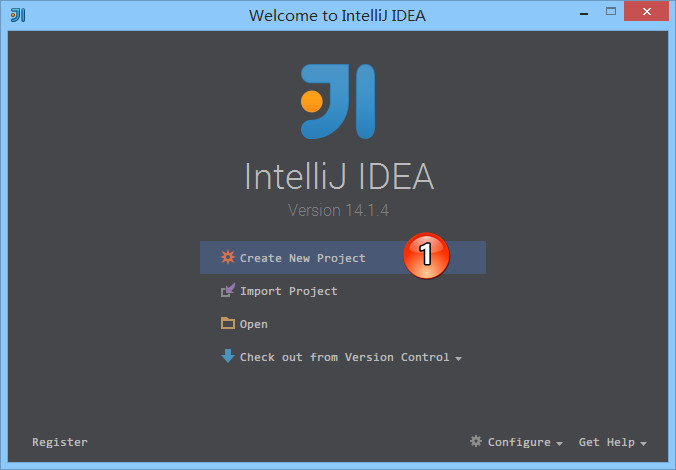 Welcome to IntelliJ IDEA
IntelliJ IDEA
Version 14.1.4
Create New Project 1
Import Project
Open
Check out from Version Control
Register Configure Get Help